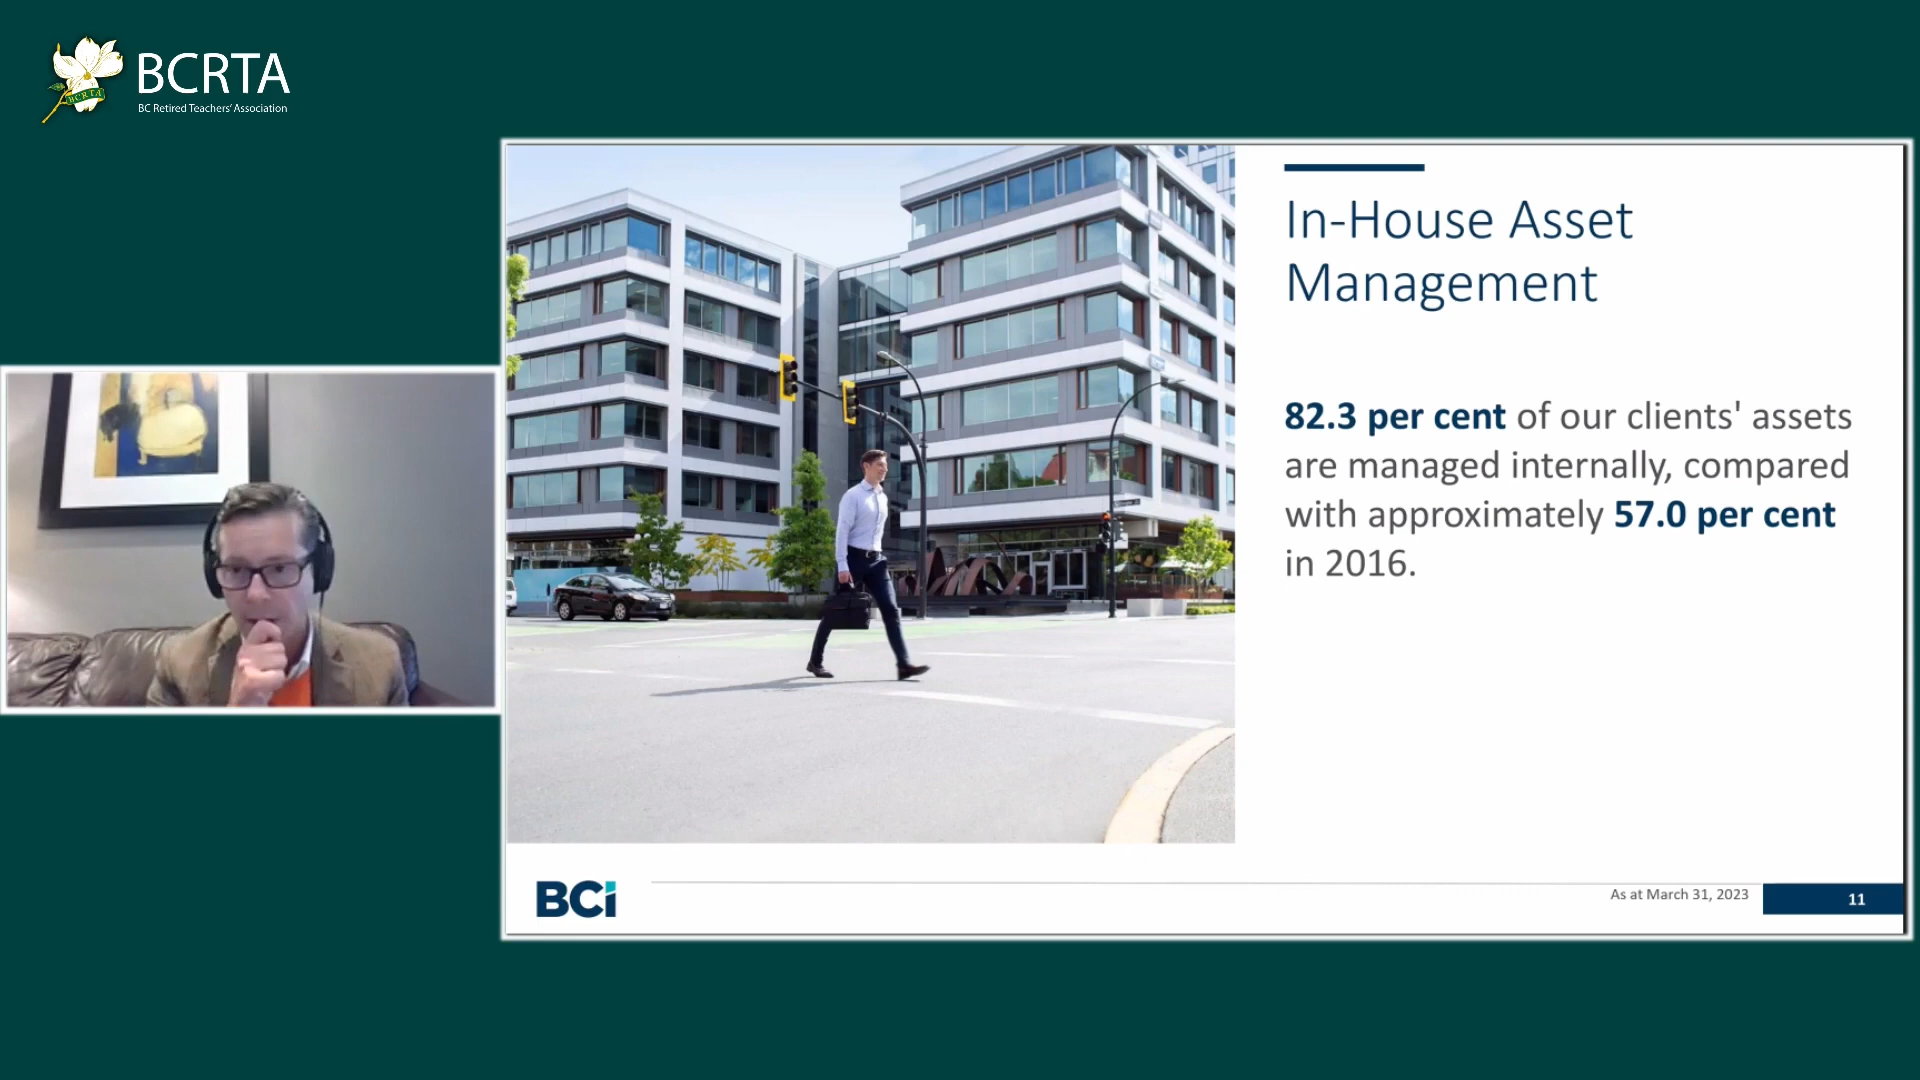 BCRTA
BC Retired Teachers' Association
BCRTA
In-House Asset
Management
82.3 per cent of our clients' assets
are managed internally, compared
with approximately 57.0 per cent
in 2016.
BCi
As at March 31, 2023
11